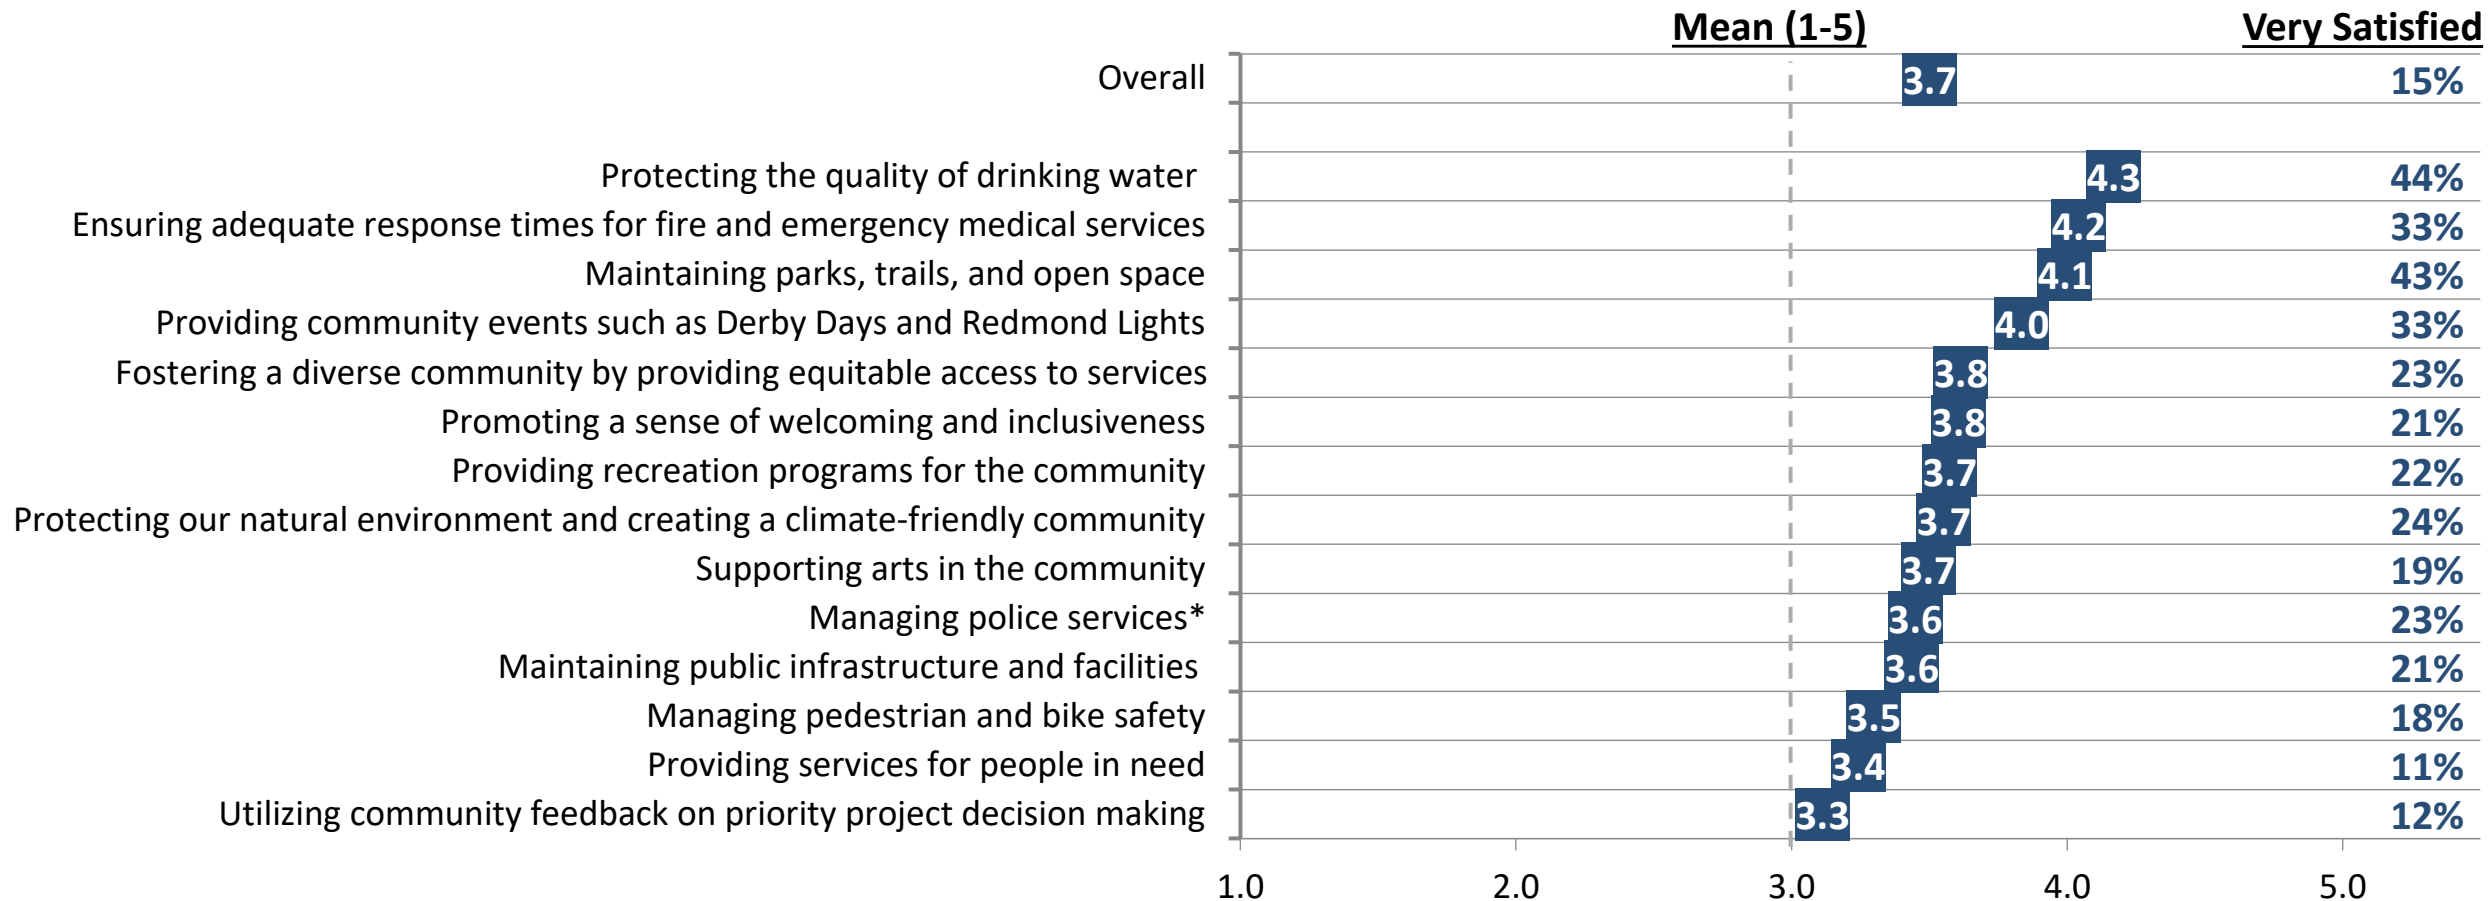 Mean (1-5) Very Satisfied
Overall 3.7 15%
Protecting the quality of drinking water 4.3 44%
Ensuring adequate response times for fire and emergency medical services 4.2 33%
Maintaining parks, trails, and open space 4.1 43%
Providing community events such as Derby Days and Redmond Lights 4.0 33%
Fostering a diverse community by providing equitable access to services 3.8 23%
Promoting a sense of welcoming and inclusiveness 3.8 21%
Providing recreation programs for the community 3.7 22%
Protecting our natural environment and creating a climate-friendly community 3.7 24%
Supporting arts in the community 3.7 19%
Managing police services* 3.6 23%
Maintaining public infrastructure and facilities 3.6 21%
Managing pedestrian and bike safety 3.5 18%
Providing services for people in need 3.4 11%
Utilizing community feedback on priority project decision making 3.3 12%
1.0 2.0 3.0 4.0 5.0